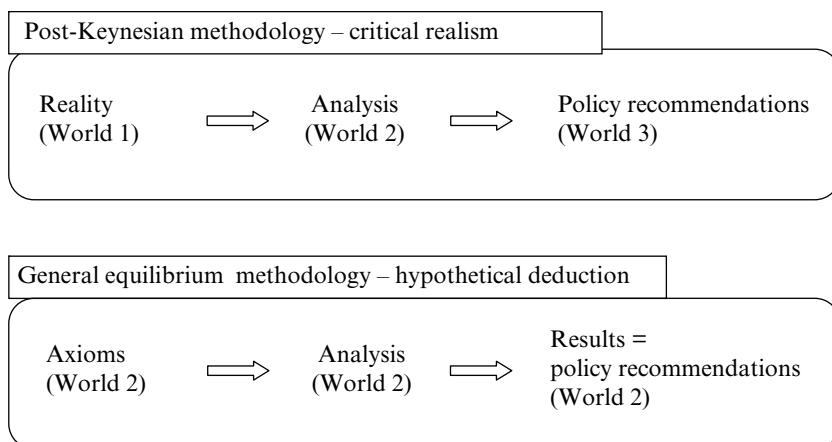 Post-Keynesian methodology – critical realism
Reality
(World 1)
Analysis
(World 2)
Policy recommendations
(World 3)
General equilibrium methodology – hypothetical deduction
Axioms
(World 2)
Analysis
(World 2)
Results =
policy recommendations
(World 2)